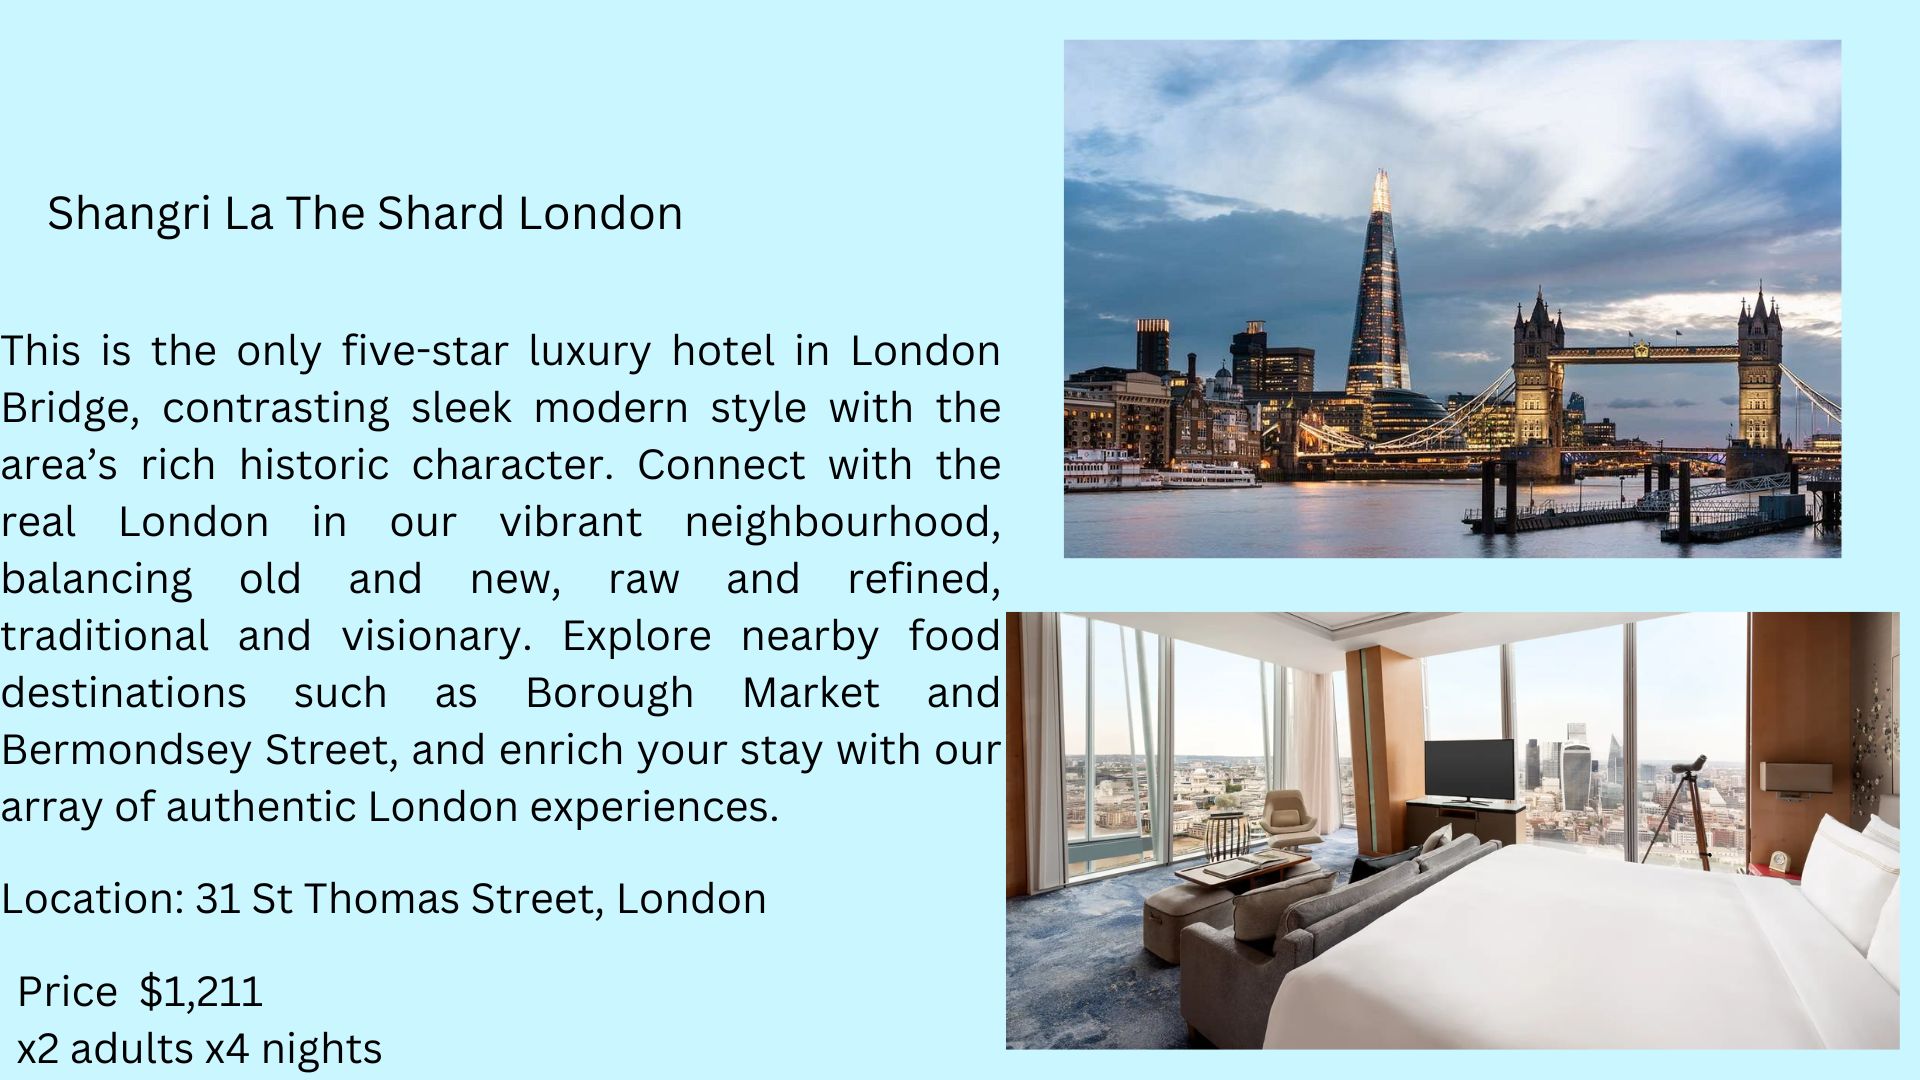 Shangri La The Shard London
This is the only five-star luxury hotel in London
Bridge, contrasting sleek modern style with the
area’s rich historic character. Connect with the
real London in our vibrant neighbourhood,
balancing old and new, raw and refined,
traditional and visionary. Explore nearby food
destinations such as Borough Market and
Bermondsey Street, and enrich your stay with our
array of authentic London experiences.
Location: 31 St Thomas Street, London
Price $1,211
x2 adults x4 nights